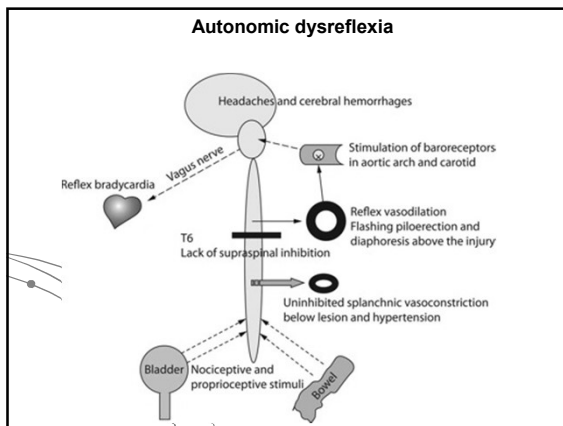 Autonomic dysreflexia
Headaches and cerebral hemorrhages
Vagus nerve
Stimulation of baroreceptors
in aortic arch and carotid
Reflex bradycardia
Reflex vasodilation
Flashing piloerection and
diaphoresis above the injury
T6
Lack of supraspinal inhibition
Uninhibited splanchnic vasoconstriction
below lesion and hypertension
Bladder
Nociceptive and
proprioceptive stimuli
Bowel